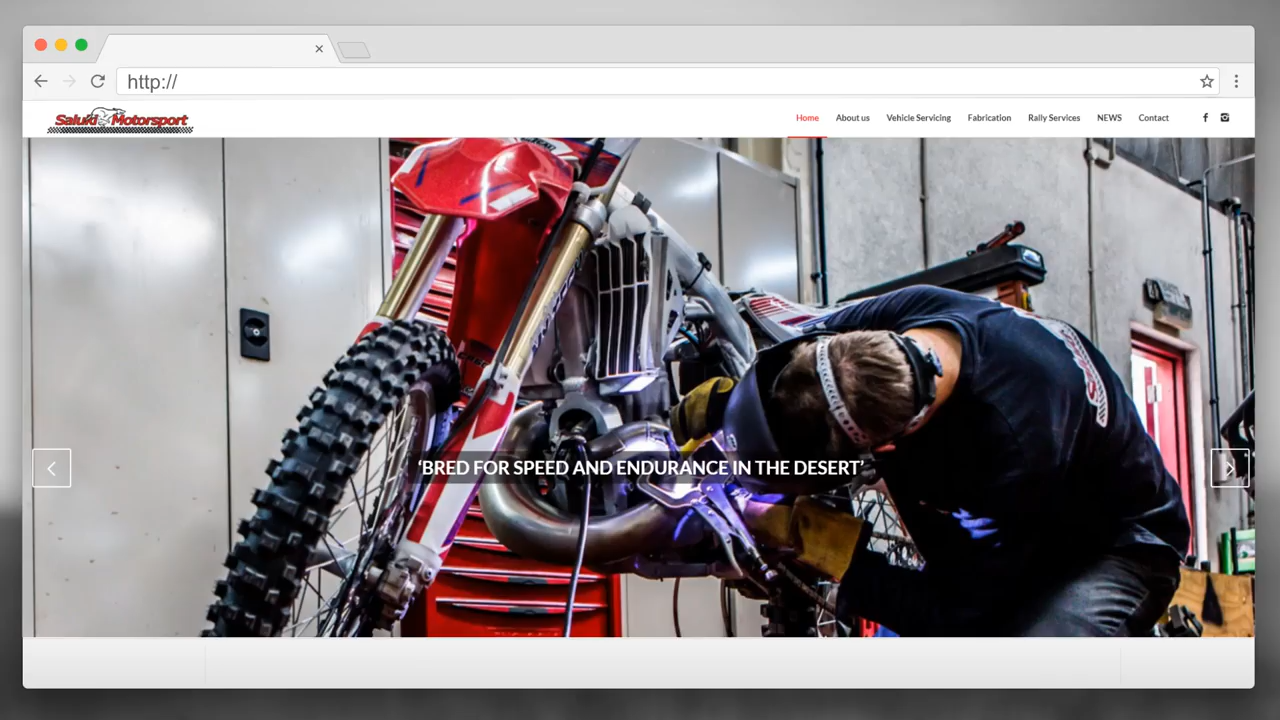 http://
Saluki Motorsport
Home About us Vehicle Servicing Fabrication Rally Services NEWS Contact
‘BRED FOR SPEED AND ENDURANCE IN THE DESERT’